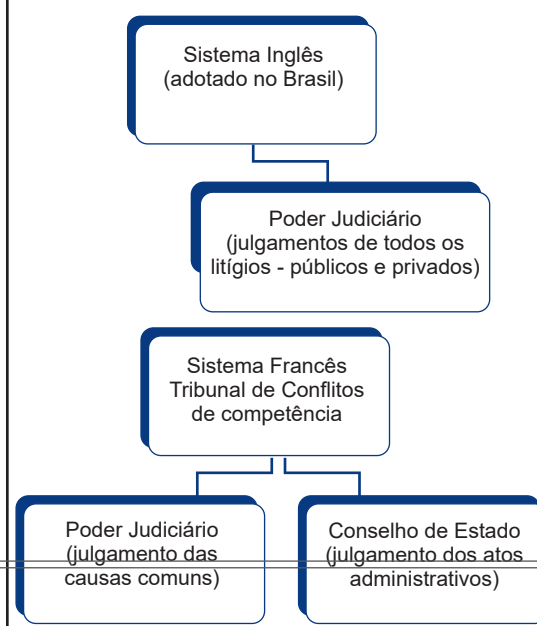 Sistema Inglês
(adotado no Brasil)
Poder Judiciário
(julgamentos de todos os
litígios - públicos e privados)
Sistema Francês
Tribunal de Conflitos
de competência
Poder Judiciário
(julgamento das
causas comuns)
Conselho de Estado
(julgamento dos atos
administrativos)